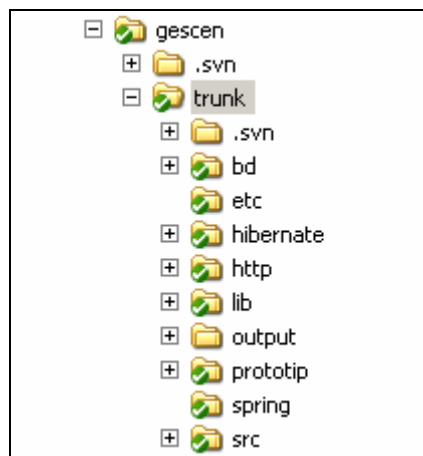 gescen
.svn
trunk
.svn
bd
etc
hibernate
http
lib
output
prototip
spring
src